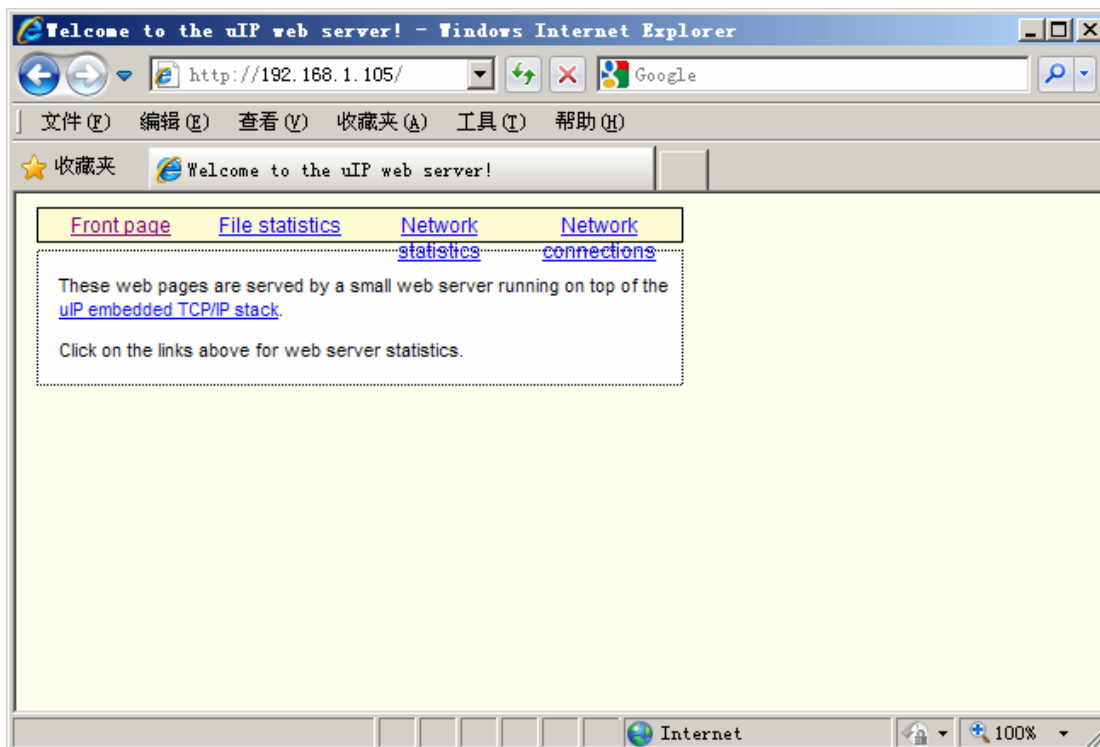 Welcome to the uIP web server! - Windows Internet Explorer
http://192.168.1.105/ Google
文件(F) 编辑(E) 查看(V) 收藏夹(A) 工具(T) 帮助(H)
收藏夹 Welcome to the uIP web server!
Front page File statistics Network statistics Network connections
These web pages are served by a small web server running on top of the
uIP embedded TCP/IP stack.
Click on the links above for web server statistics.
Internet 100%